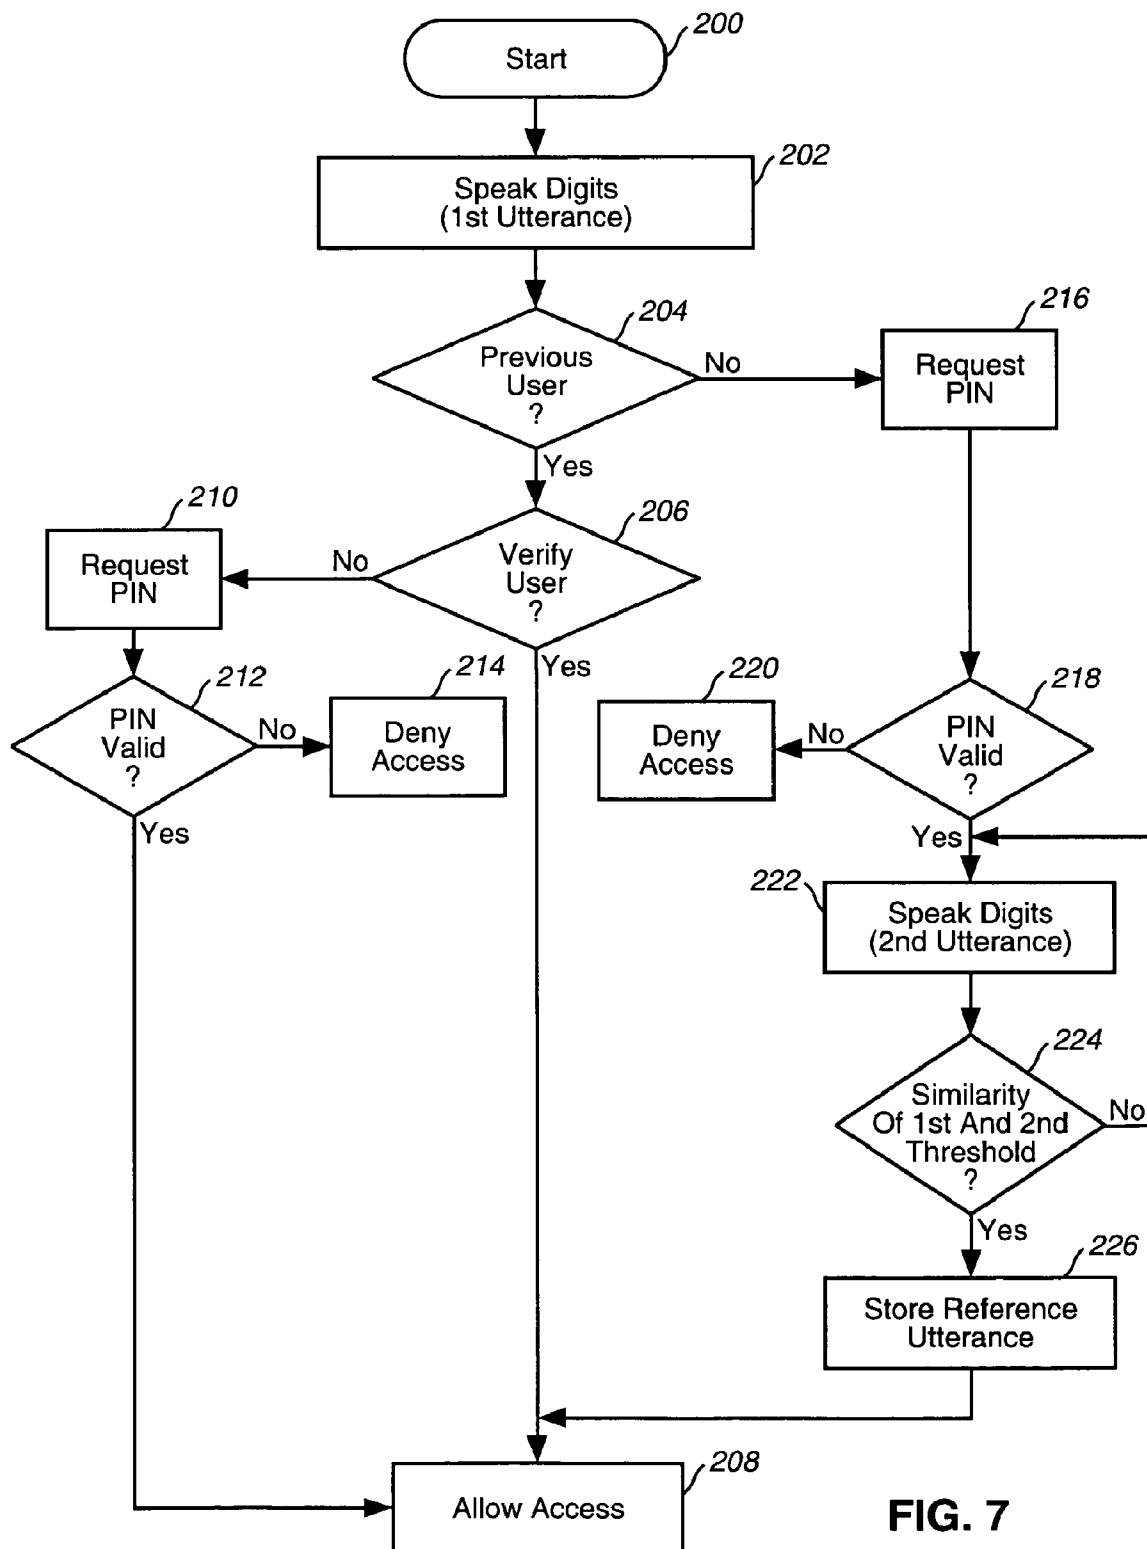 200
Start
202
Speak Digits
(1st Utterance)
204
Previous
User
?
No
Yes
216
Request
PIN
206
Verify
User
?
No
Yes
210
Request
PIN
212
PIN
Valid
?
No
Yes
214
Deny
Access
220
Deny
Access
218
PIN
Valid
?
No
Yes
222
Speak Digits
(2nd Utterance)
224
Similarity
Of 1st And 2nd
Threshold
?
No
Yes
226
Store Reference
Utterance
208
Allow Access
FIG. 7